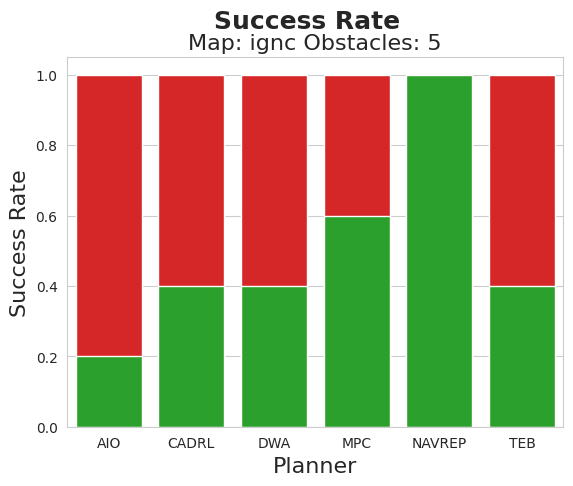 Success Rate
Map: ignc Obstacles: 5
Success Rate
1.0
0.8
0.6
0.4
0.2
0.0
AIO CADRL DWA MPC NAVREP TEB
Planner